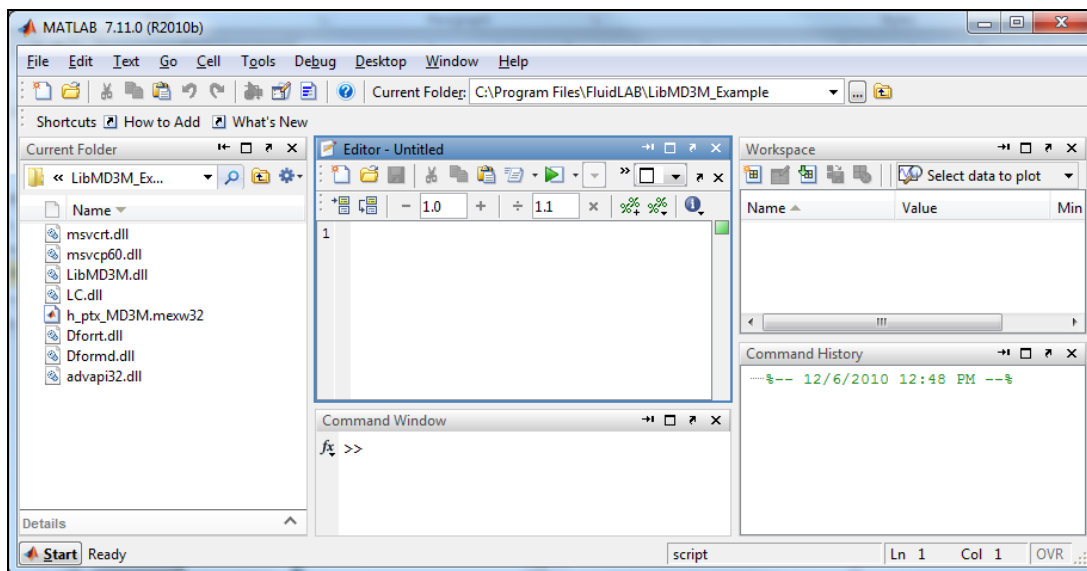 MATLAB 7.11.0 (R2010b)
File Edit Text Go Cell Tools Debug Desktop Window Help
Current Folder: C:\Program Files\FluidLAB\LibMD3M_Example ...
Shortcuts How to Add What's New
Current Folder
« LibMD3M_Ex...
Name
msvcrt.dll
msvcp60.dll
LibMD3M.dll
LC.dll
h_ptx_MD3M.mexw32
Dforrt.dll
Dformd.dll
advapi32.dll
Details
Editor - Untitled
»
− 1.0 + ÷ 1.1 ×
1
Command Window
fx >>
Workspace
Select data to plot
Name Value Min
Command History
%-- 12/6/2010 12:48 PM --%
Start Ready script Ln 1 Col 1 OVR